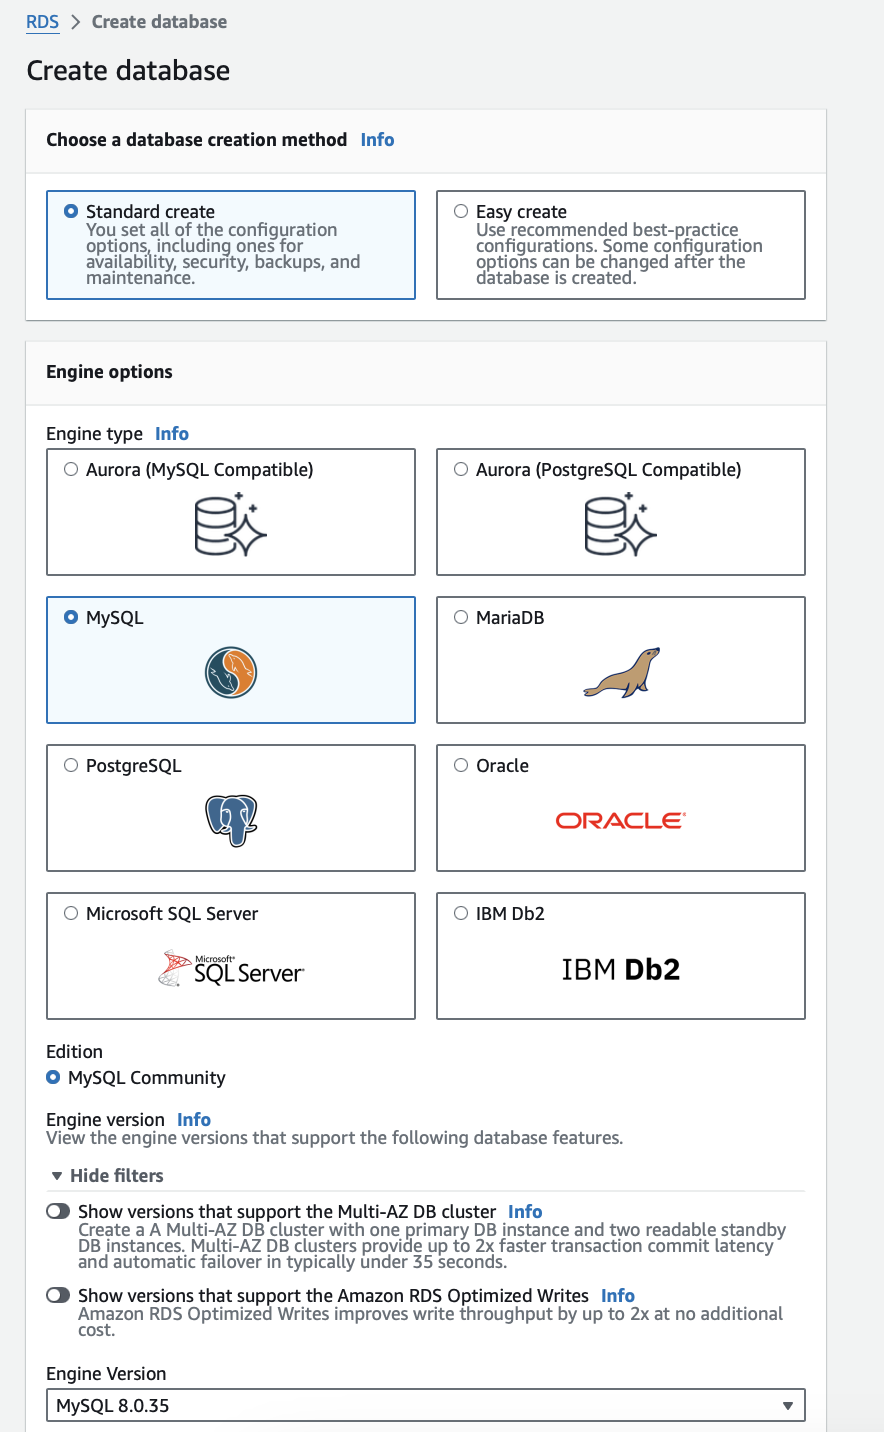 RDS > Create database
Create database
Choose a database creation method Info
Standard create
You set all of the configuration
options, including ones for
availability, security, backups, and
maintenance.
Easy create
Use recommended best-practice
configurations. Some configuration
options can be changed after the
database is created.
Engine options
Engine type Info
Aurora (MySQL Compatible)
Aurora (PostgreSQL Compatible)
MySQL
MariaDB
PostgreSQL
Oracle
ORACLE
Microsoft SQL Server
Microsoft
SQL Server
IBM Db2
IBM Db2
Edition
MySQL Community
Engine version Info
View the engine versions that support the following database features.
Hide filters
Show versions that support the Multi-AZ DB cluster Info
Create a A Multi-AZ DB cluster with one primary DB instance and two readable standby
DB instances. Multi-AZ DB clusters provide up to 2x faster transaction commit latency
and automatic failover in typically under 35 seconds.
Show versions that support the Amazon RDS Optimized Writes Info
Amazon RDS Optimized Writes improves write throughput by up to 2x at no additional
cost.
Engine Version
MySQL 8.0.35